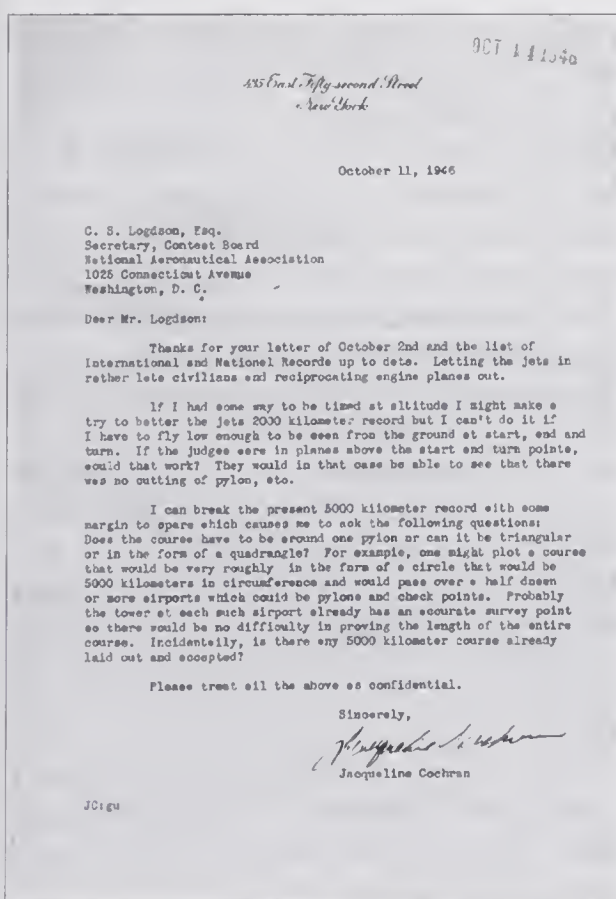 OCT 14 1946
435 East Fifty-second Street
New York
October 11, 1946
C. S. Logdson, Esq.
Secretary, Contest Board
National Aeronautical Association
1025 Connecticut Avenue
Washington, D. C.
Dear Mr. Logdson:
Thanks for your letter of October 2nd and the list of
International and National Records up to date. Letting the jets in
rather lets civilians and reciprocating engine planes out.
If I had some way to be timed at altitude I might make a
try to better the jets 2000 kilometer record but I can't do it if
I have to fly low enough to be seen from the ground at start, end and
turn. If the judges were in planes above the start and turn points,
would that work? They would in that case be able to see that there
was no cutting of pylon, etc.
I can break the present 5000 kilometer record with some
margin to spare which causes me to ask the following questions:
Does the course have to be around one pylon or can it be triangular
or in the form of a quadrangle? For example, one might plot a course
that would be very roughly in the form of a circle that would be
5000 kilometers in circumference and would pass over a half dozen
or more airports which could be pylons and check points. Probably
the tower at each such airport already has an accurate survey point
so there would be no difficulty in proving the length of the entire
course. Incidentally, is there any 5000 kilometer course already
laid out and accepted?
Please treat all the above as confidential.
Sincerely,
Jacqueline Cochran
Jacqueline Cochran
JC:gu